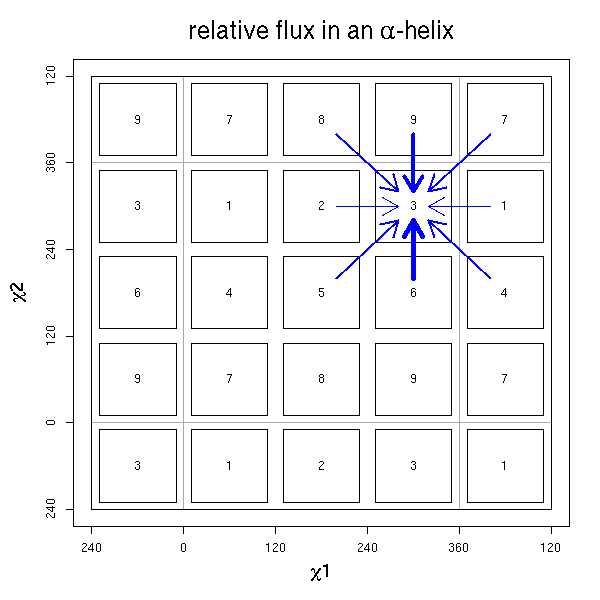 relative flux in an α-helix
120
9 7 8 9 7
360
3 1 2 3 1
240
6 4 5 6 4
χ2
120
9 7 8 9 7
0
3 1 2 3 1
240
240 0 120 240 360 120
χ1